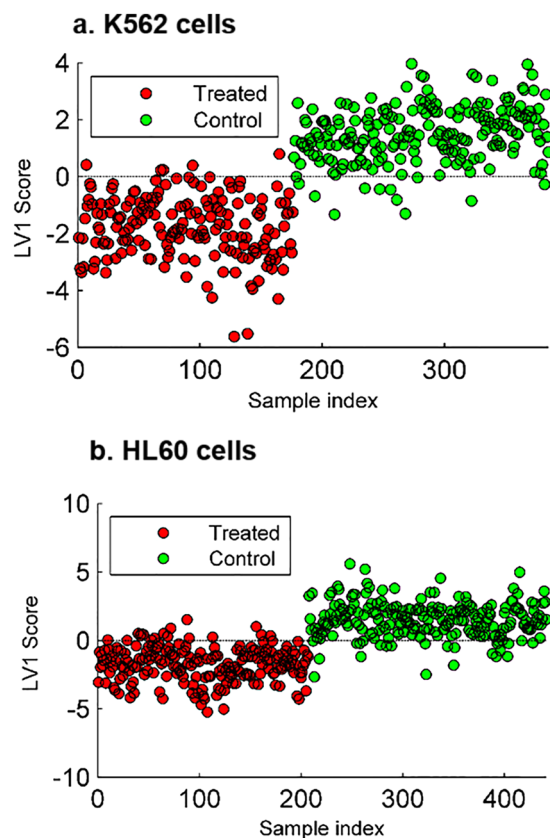 a. K562 cells
4
2
0
-2
-4
-6
LV1 Score
Treated
Control
0
100
200
300
Sample index
b. HL60 cells
10
5
0
-5
-10
LV1 Score
Treated
Control
0
100
200
300
400
Sample index